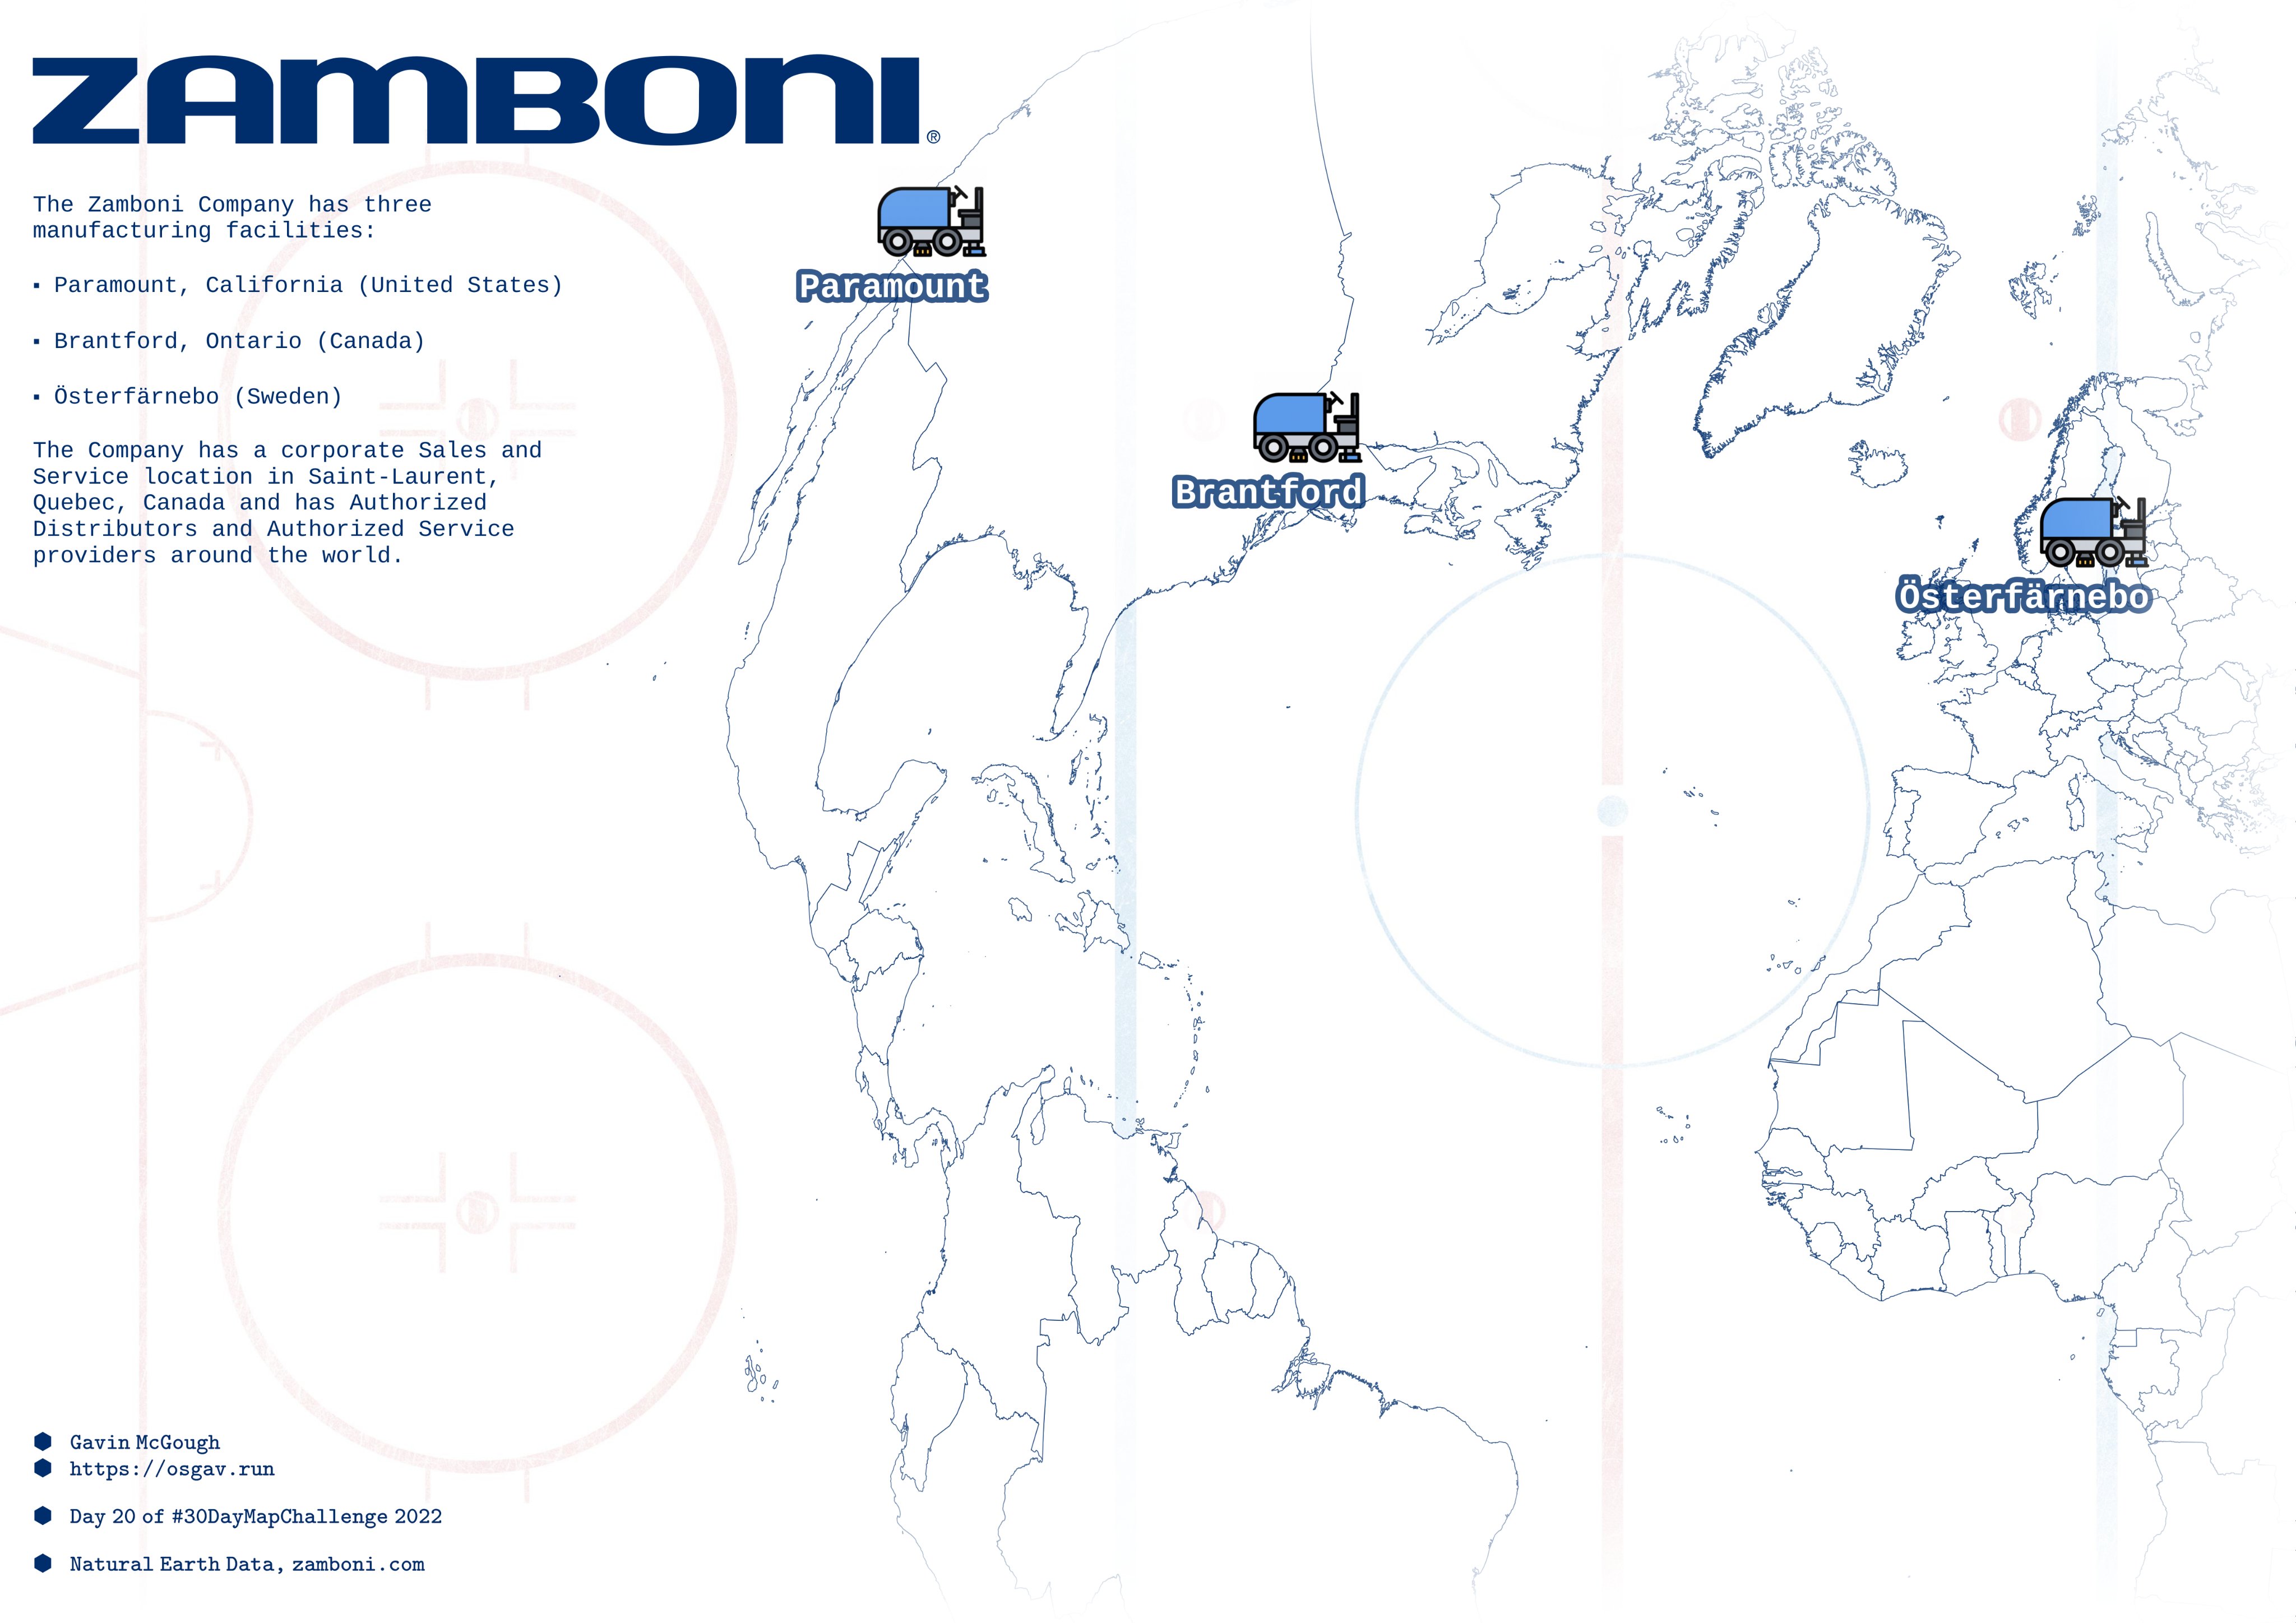 ZAMBONI®
The Zamboni Company has three
manufacturing facilities:
▪ Paramount, California (United States)
▪ Brantford, Ontario (Canada)
▪ Österfärnebo (Sweden)
The Company has a corporate Sales and
Service location in Saint-Laurent,
Quebec, Canada and has Authorized
Distributors and Authorized Service
providers around the world.
Paramount
Brantford
Österfärnebo
Gavin McGough
https://osgav.run
Day 20 of #30DayMapChallenge 2022
Natural Earth Data, zamboni.com